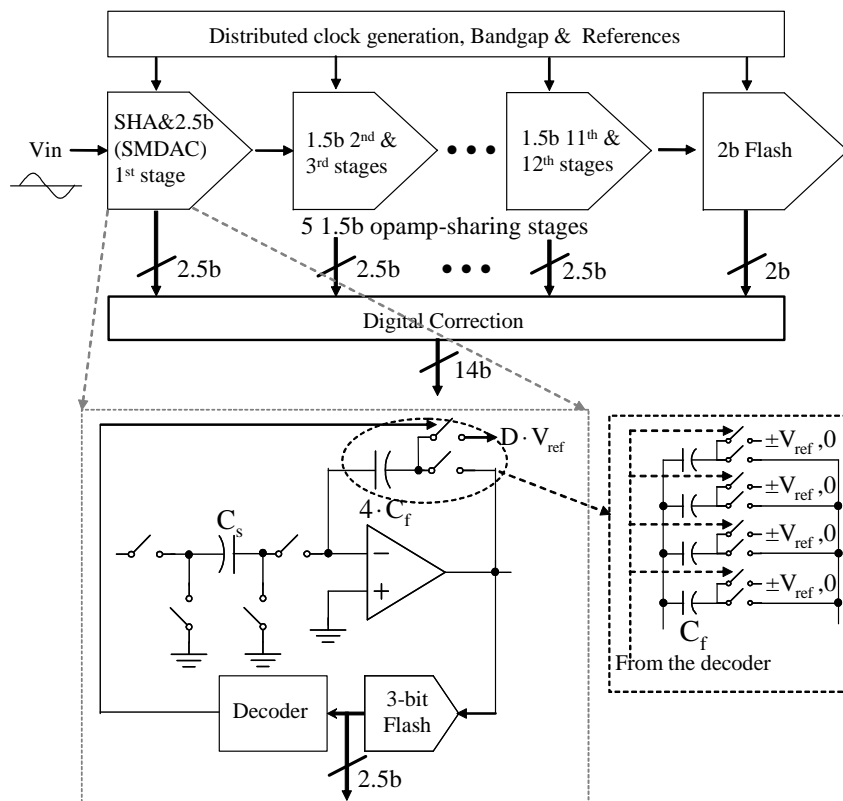 Distributed clock generation, Bandgap & References
Vin
SHA&2.5b
(SMDAC)
1st stage
1.5b 2nd &
3rd stages
1.5b 11th &
12th stages
2b Flash
5 1.5b opamp-sharing stages
2.5b
2.5b
2.5b
2b
Digital Correction
14b
D · Vref
4 · Cf
Cs
−
+
Decoder
3-bit
Flash
2.5b
±Vref,0
±Vref,0
±Vref,0
±Vref,0
Cf
From the decoder